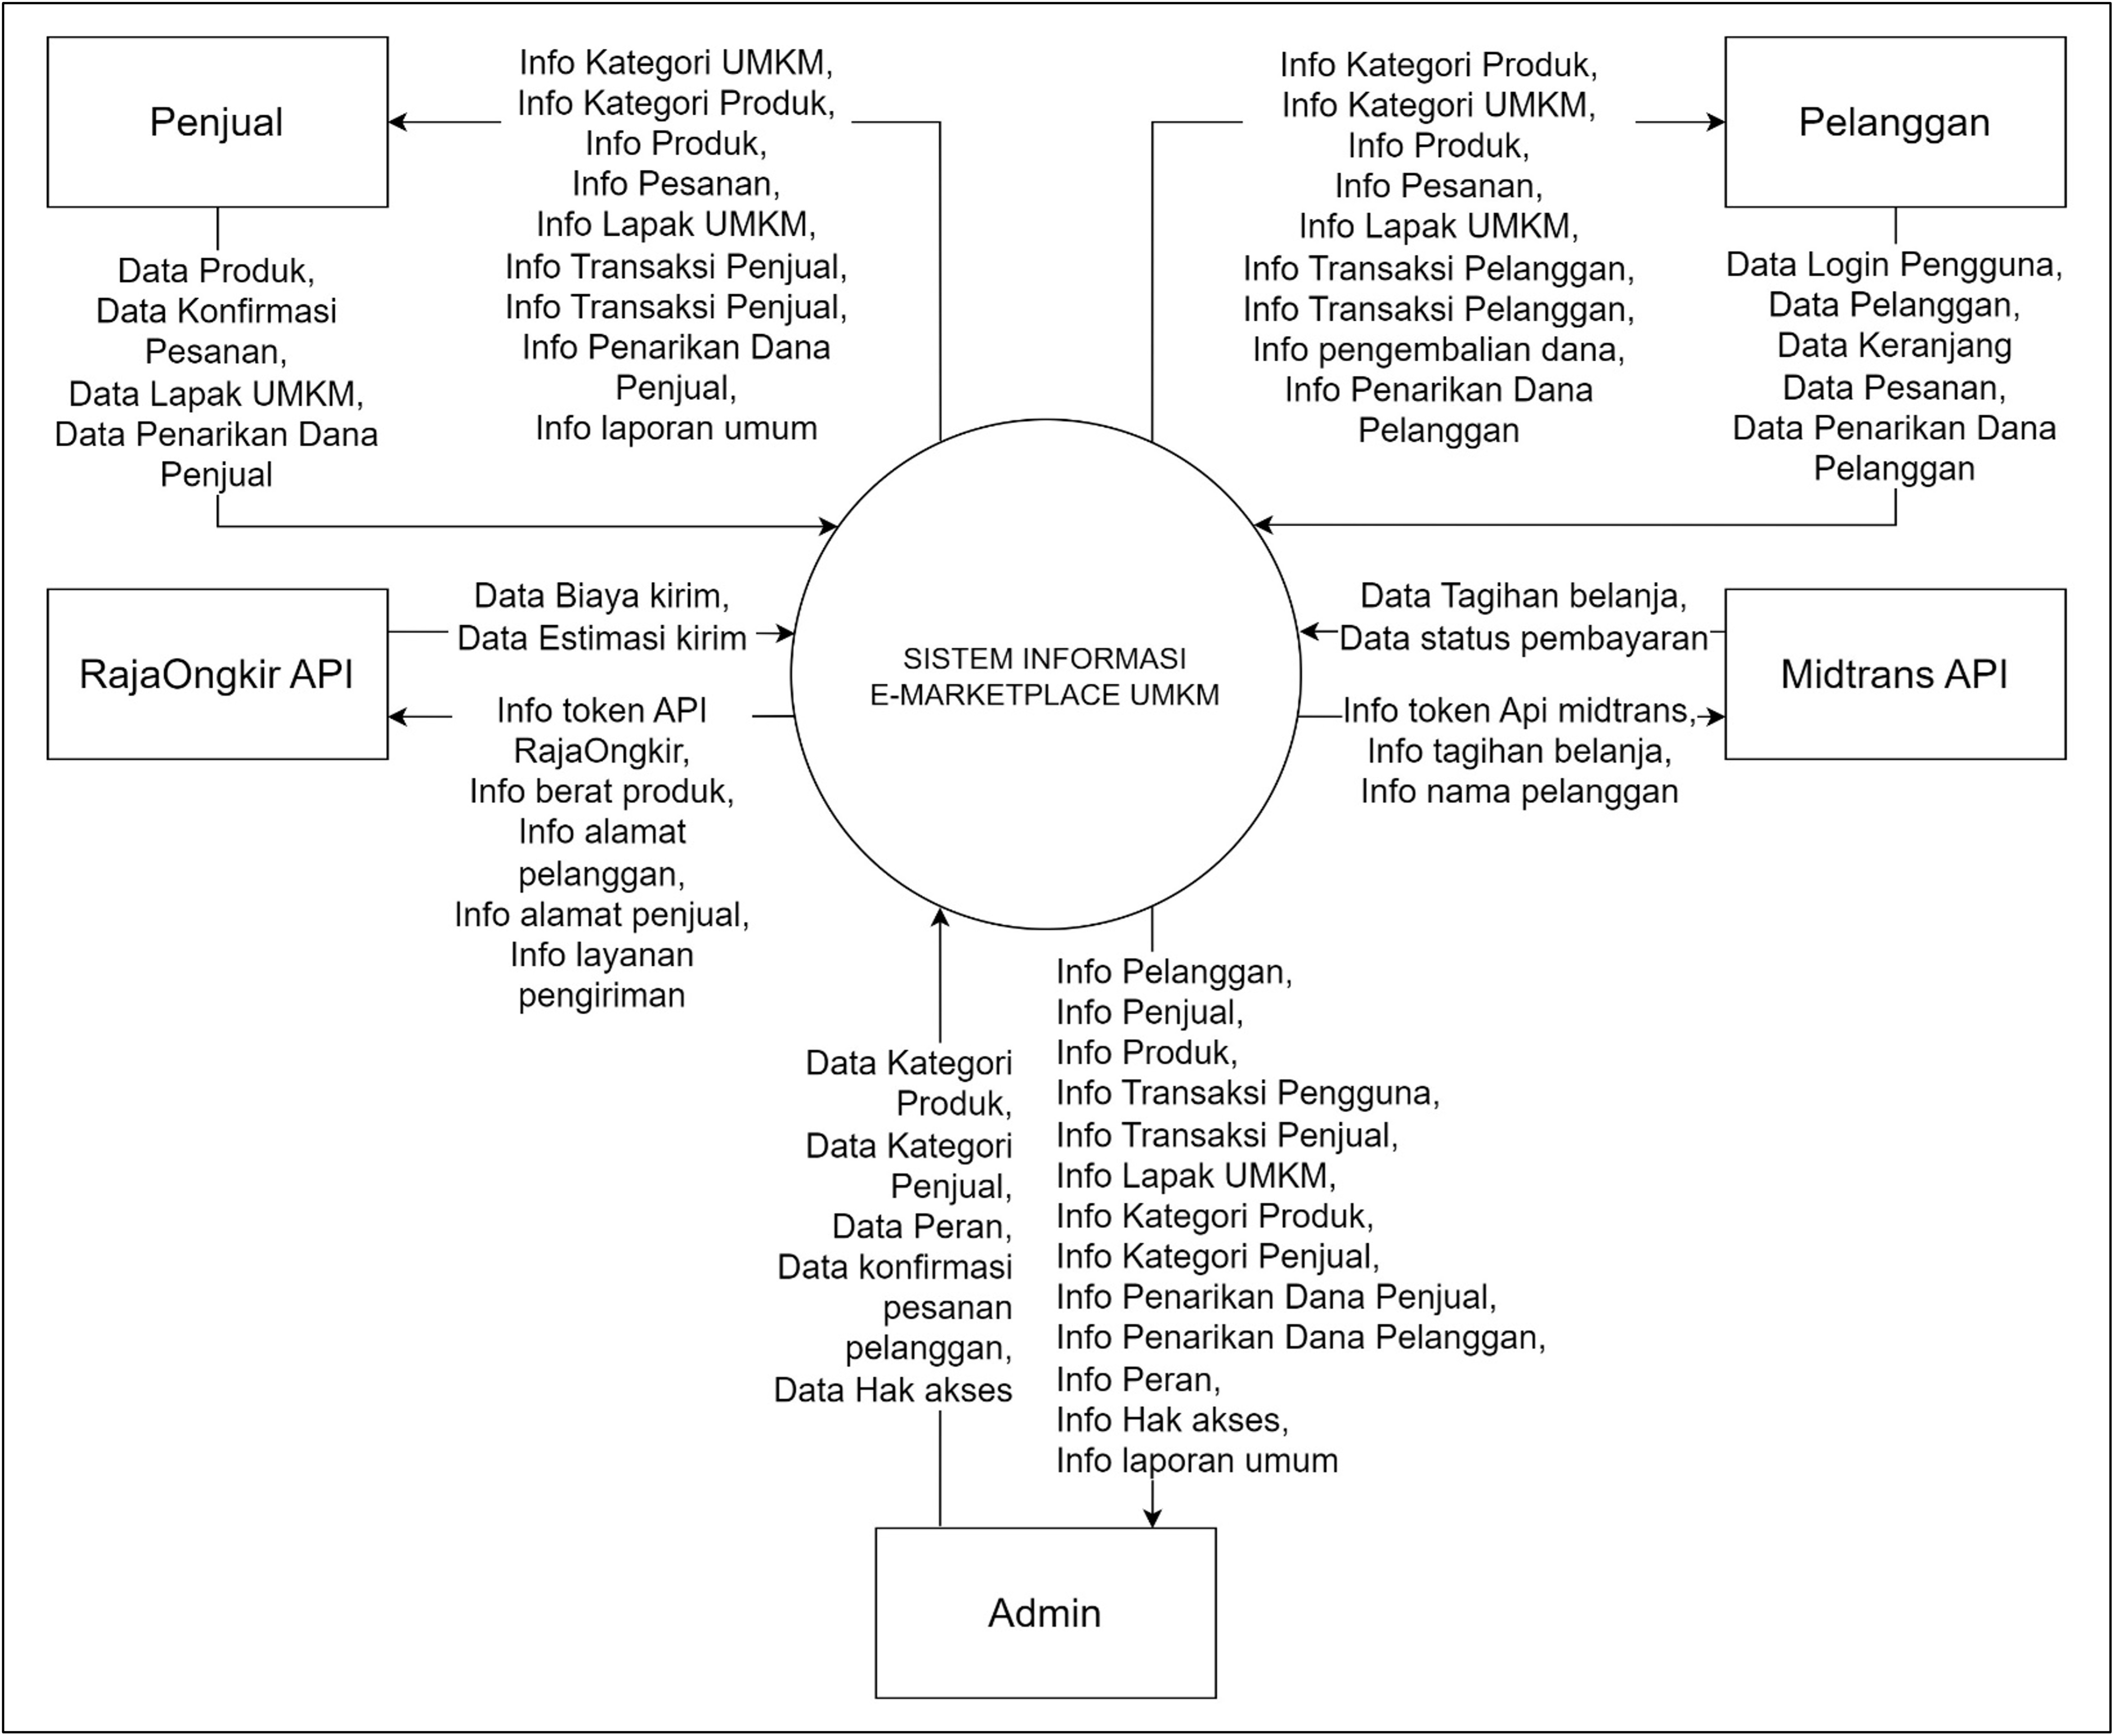 Penjual
Info Kategori UMKM,
Info Kategori Produk,
Info Produk,
Info Pesanan,
Info Lapak UMKM,
Info Transaksi Penjual,
Info Transaksi Penjual,
Info Penarikan Dana
Penjual,
Info laporan umum
Info Kategori Produk,
Info Kategori UMKM,
Info Produk,
Info Pesanan,
Info Lapak UMKM,
Info Transaksi Pelanggan,
Info Transaksi Pelanggan,
Info pengembalian dana,
Info Penarikan Dana
Pelanggan
Pelanggan
Data Produk,
Data Konfirmasi
Pesanan,
Data Lapak UMKM,
Data Penarikan Dana
Penjual
Data Login Pengguna,
Data Pelanggan,
Data Keranjang
Data Pesanan,
Data Penarikan Dana
Pelanggan
RajaOngkir API
Data Biaya kirim,
Data Estimasi kirim
SISTEM INFORMASI
E-MARKETPLACE UMKM
Data Tagihan belanja,
Data status pembayaran
Midtrans API
Info token API
RajaOngkir,
Info berat produk,
Info alamat
pelanggan,
Info alamat penjual,
Info layanan
pengiriman
Info token Api midtrans,
Info tagihan belanja,
Info nama pelanggan
Data Kategori
Produk,
Data Kategori
Penjual,
Data Peran,
Data konfirmasi
pesanan
pelanggan,
Data Hak akses
Info Pelanggan,
Info Penjual,
Info Produk,
Info Transaksi Pengguna,
Info Transaksi Penjual,
Info Lapak UMKM,
Info Kategori Produk,
Info Kategori Penjual,
Info Penarikan Dana Penjual,
Info Penarikan Dana Pelanggan,
Info Peran,
Info Hak akses,
Info laporan umum
Admin